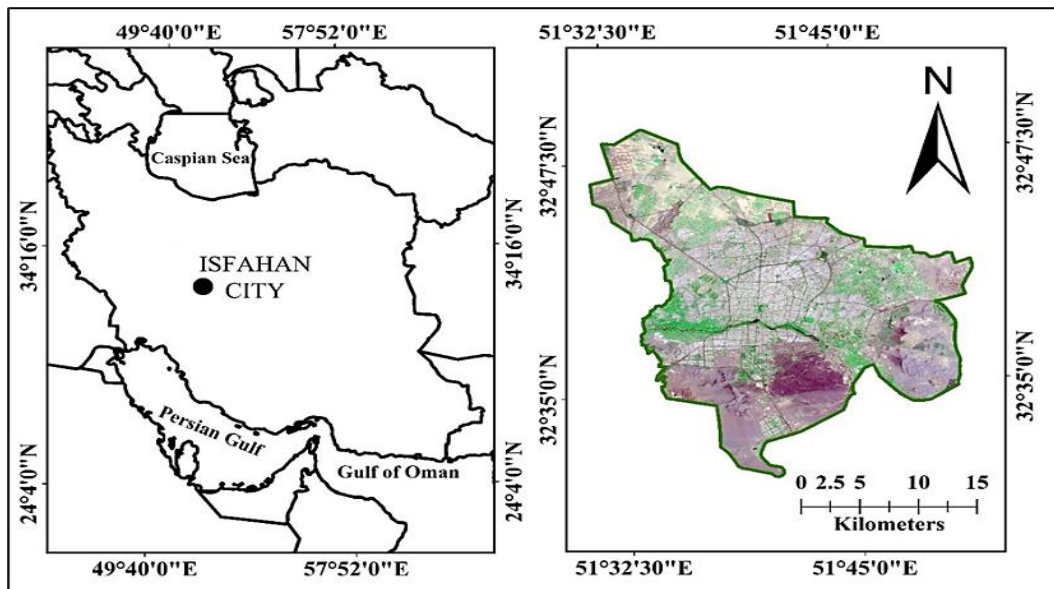 49°40'0"E
57°52'0"E
Caspian Sea
34°16'0"N
34°16'0"N
ISFAHAN
CITY
Persian Gulf
Gulf of Oman
24°4'0"N
24°4'0"N
49°40'0"E
57°52'0"E
51°32'30"E
51°45'0"E
N
32°47'30"N
32°47'30"N
32°35'0"N
32°35'0"N
0 2.5 5 10 15
Kilometers
51°32'30"E
51°45'0"E